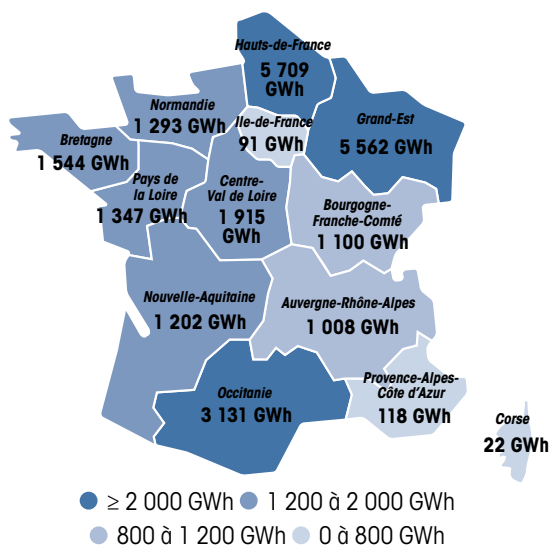 Hauts-de-France
5 709
GWh
Normandie
1 293 GWh
Ile-de-France
91 GWh
Grand-Est
5 562 GWh
Bretagne
1 544 GWh
Pays de
la Loire
1 347 GWh
Centre-
Val de Loire
1 915
GWh
Bourgogne-
Franche-Comté
1 100 GWh
Nouvelle-Aquitaine
1 202 GWh
Auvergne-Rhône-Alpes
1 008 GWh
Occitanie
3 131 GWh
Provence-Alpes-
Côte d'Azur
118 GWh
Corse
22 GWh
≥ 2 000 GWh
1 200 à 2 000 GWh
800 à 1 200 GWh
0 à 800 GWh